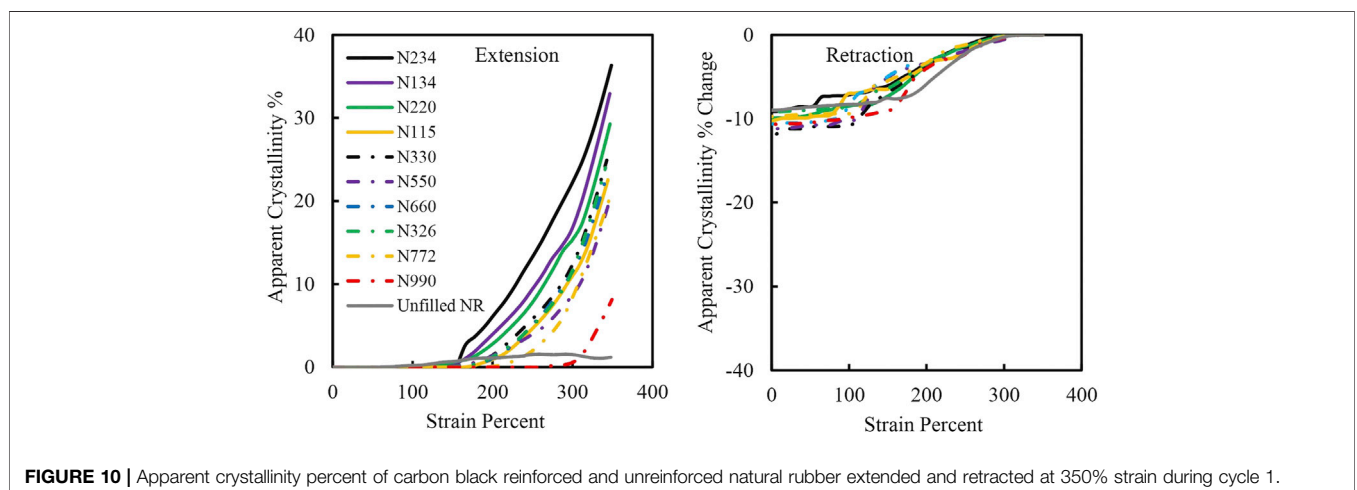 40
30
20
10
0
Apparent Crystallinity %
Extension
N234
N134
N220
N115
N330
N550
N660
N326
N772
N990
Unfilled NR
0 100 200 300 400
Strain Percent
0
-10
-20
-30
-40
Apparent Crystallinity % Change
Retraction
0 100 200 300 400
Strain Percent
FIGURE 10 | Apparent crystallinity percent of carbon black reinforced and unreinforced natural rubber extended and retracted at 350% strain during cycle 1.